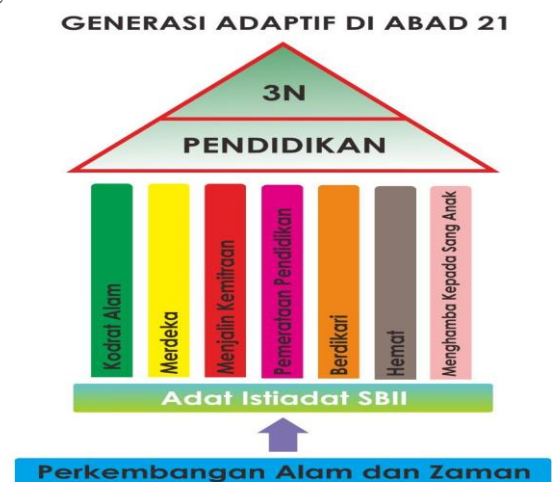 GENERASI ADAPTIF DI ABAD 21
3N
PENDIDIKAN
Kodrat Alam
Merdeka
Menjalin Kemitraan
Pemerataan Pendidikan
Berdikari
Hemat
Menghamba Kepada Sang Anak
Adat Istiadat SBII
Perkembangan Alam dan Zaman